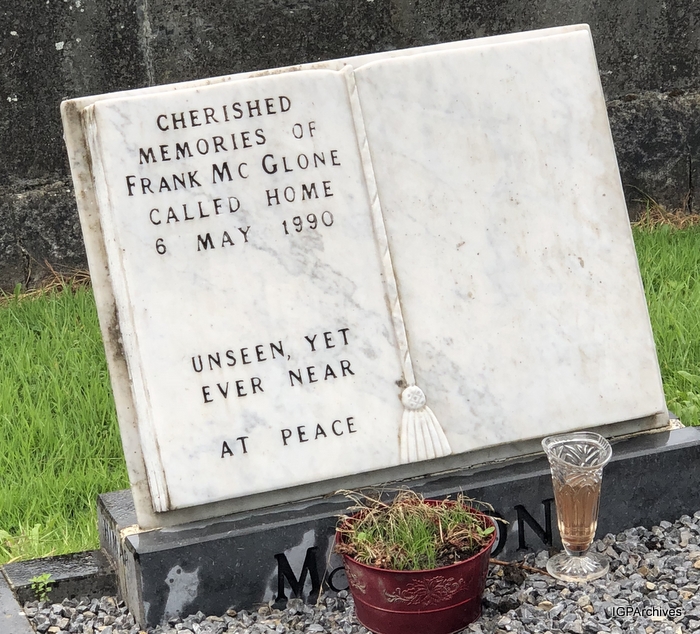 CHERISHED
MEMORIES OF
FRANK MC GLONE
CALLED HOME
6 MAY 1990
UNSEEN, YET
EVER NEAR
AT PEACE
IGPArchives